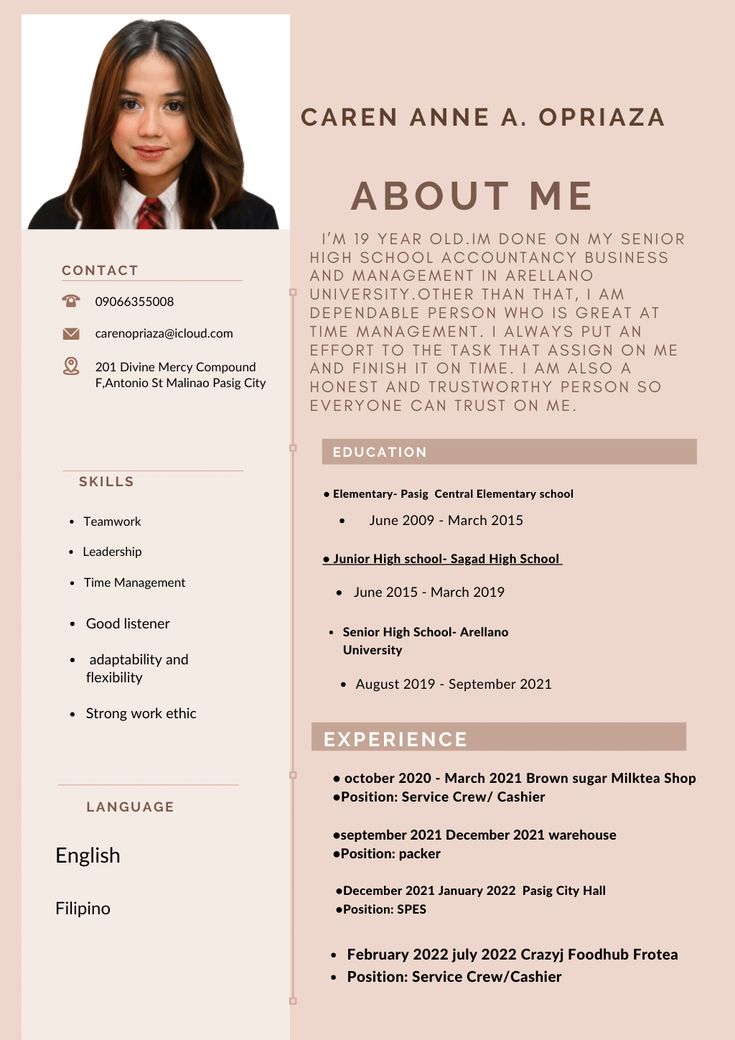 CAREN ANNE A. OPRIAZA
ABOUT ME
I'M 19 YEAR OLD.IM DONE ON MY SENIOR
HIGH SCHOOL ACCOUNTANCY BUSINESS
AND MANAGEMENT IN ARELLANO
UNIVERSITY.OTHER THAN THAT, I AM
DEPENDABLE PERSON WHO IS GREAT AT
TIME MANAGEMENT. I ALWAYS PUT AN
EFFORT TO THE TASK THAT ASSIGN ON ME
AND FINISH IT ON TIME. I AM ALSO A
HONEST AND TRUSTWORTHY PERSON SO
EVERYONE CAN TRUST ON ME.
CONTACT
09066355008
carenopriaza@icloud.com
201 Divine Mercy Compound
F,Antonio St Malinao Pasig City
SKILLS
• Teamwork
• Leadership
• Time Management
• Good listener
• adaptability and
flexibility
• Strong work ethic
LANGUAGE
English
Filipino
EDUCATION
● Elementary- Pasig Central Elementary school
• June 2009 - March 2015
● Junior High school- Sagad High School
• June 2015 - March 2019
• Senior High School- Arellano
University
• August 2019 - September 2021
EXPERIENCE
● october 2020 - March 2021 Brown sugar Milktea Shop
●Position: Service Crew/ Cashier
●september 2021 December 2021 warehouse
●Position: packer
●December 2021 January 2022 Pasig City Hall
●Position: SPES
• February 2022 july 2022 Crazyj Foodhub Frotea
• Position: Service Crew/Cashier